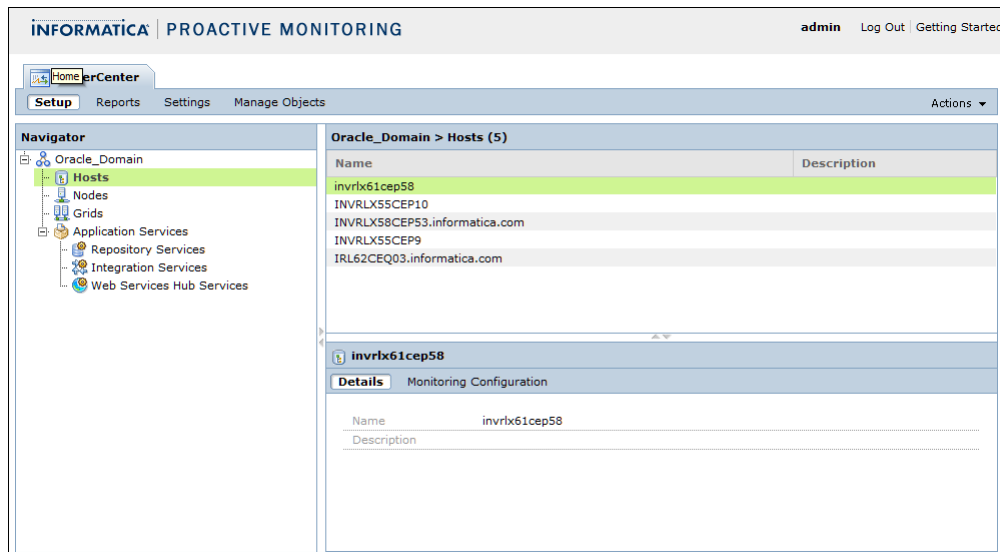 INFORMATICA | PROACTIVE MONITORING
admin Log Out | Getting Started
Home erCenter
Setup Reports Settings Manage Objects Actions
Navigator
Oracle_Domain
Hosts
Nodes
Grids
Application Services
Repository Services
Integration Services
Web Services Hub Services
Oracle_Domain > Hosts (5)
Name Description
invrlx61cep58
INVRLX55CEP10
INVRLX58CEP53.informatica.com
INVRLX55CEP9
IRL62CEQ03.informatica.com
invrlx61cep58
Details Monitoring Configuration
Name invrlx61cep58
Description